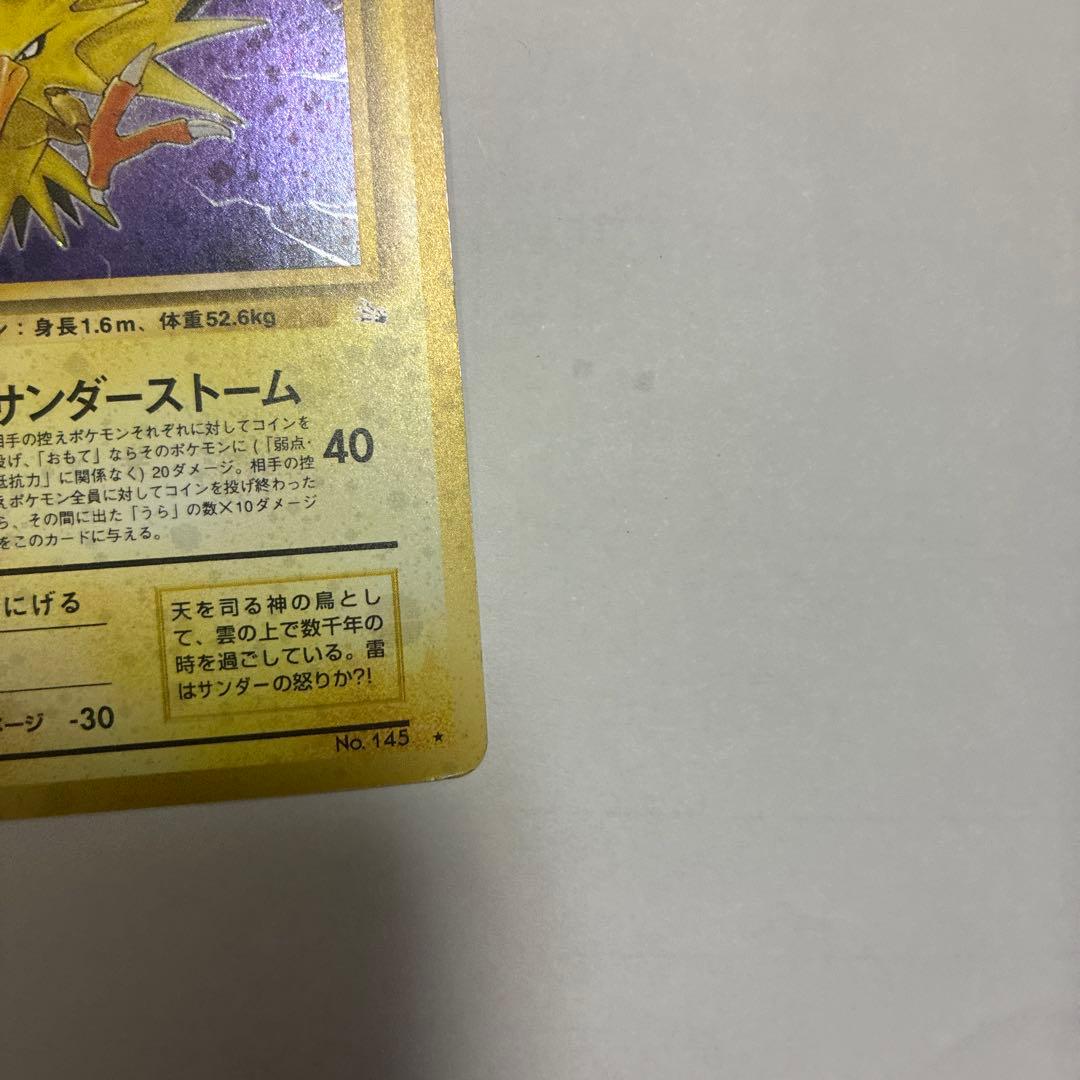 ン：身長1.6m、体重52.6kg
サンダーストーム
相手の控えポケモンそれぞれに対してコインを
投げ、「おもて」ならそのポケモンに (「弱点・
抵抗力」に関係なく) 20ダメージ。相手の控
えポケモン全員に対してコインを投げ終わった
ら、その間に出た「うら」の数×10ダメージ
をこのカードに与える。
40
にげる
天を司る神の鳥とし
て、雲の上で数千年の
時を過ごしている。雷
はサンダーの怒りか?!
メージ -30
No. 145 ★